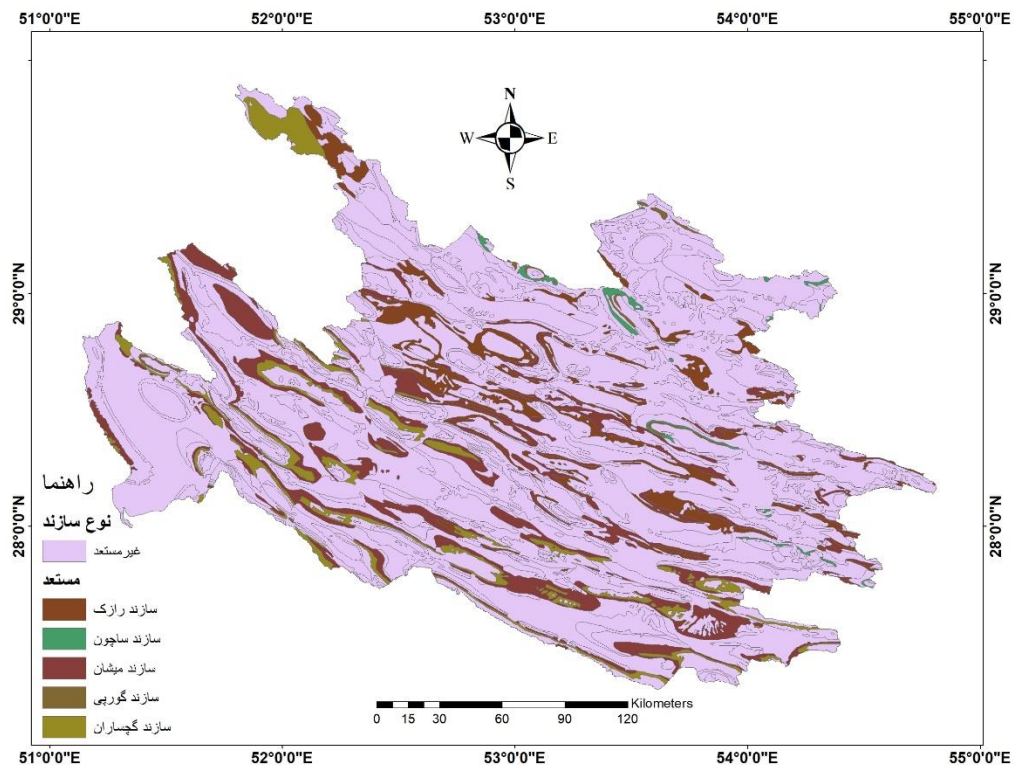 51°0'0"E 52°0'0"E 53°0'0"E 54°0'0"E 55°0'0"E
N
W E
S
29°0'0"N 29°0'0"N
28°0'0"N 28°0'0"N
راهنما
نوع سازند
غیرمستعد
مستعد
سازند رازک
سازند ساچون
سازند میشان
سازند گورپی
سازند گچساران
Kilometers
0 15 30 60 90 120
51°0'0"E 52°0'0"E 53°0'0"E 54°0'0"E 55°0'0"E